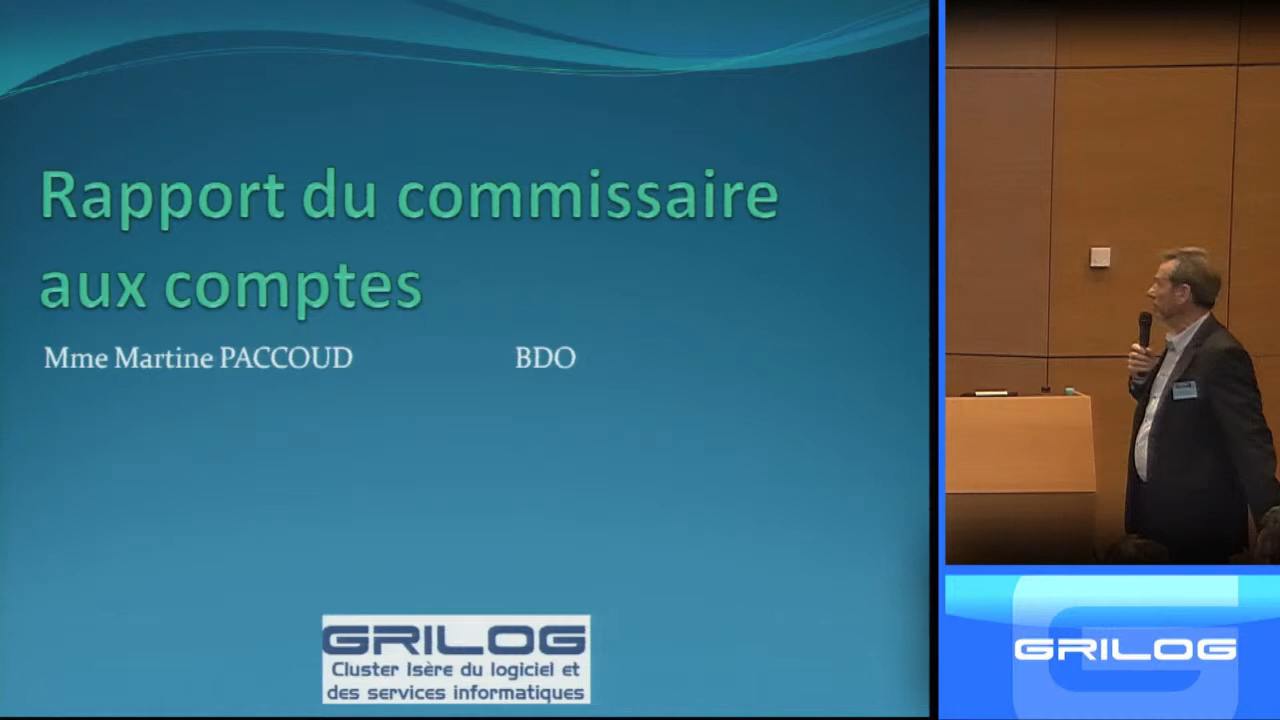 Rapport du commissaire
aux comptes
Mme Martine PACCOUD BDO
GRILOG
Cluster Isère du logiciel et
des services informatiques
GRILOG